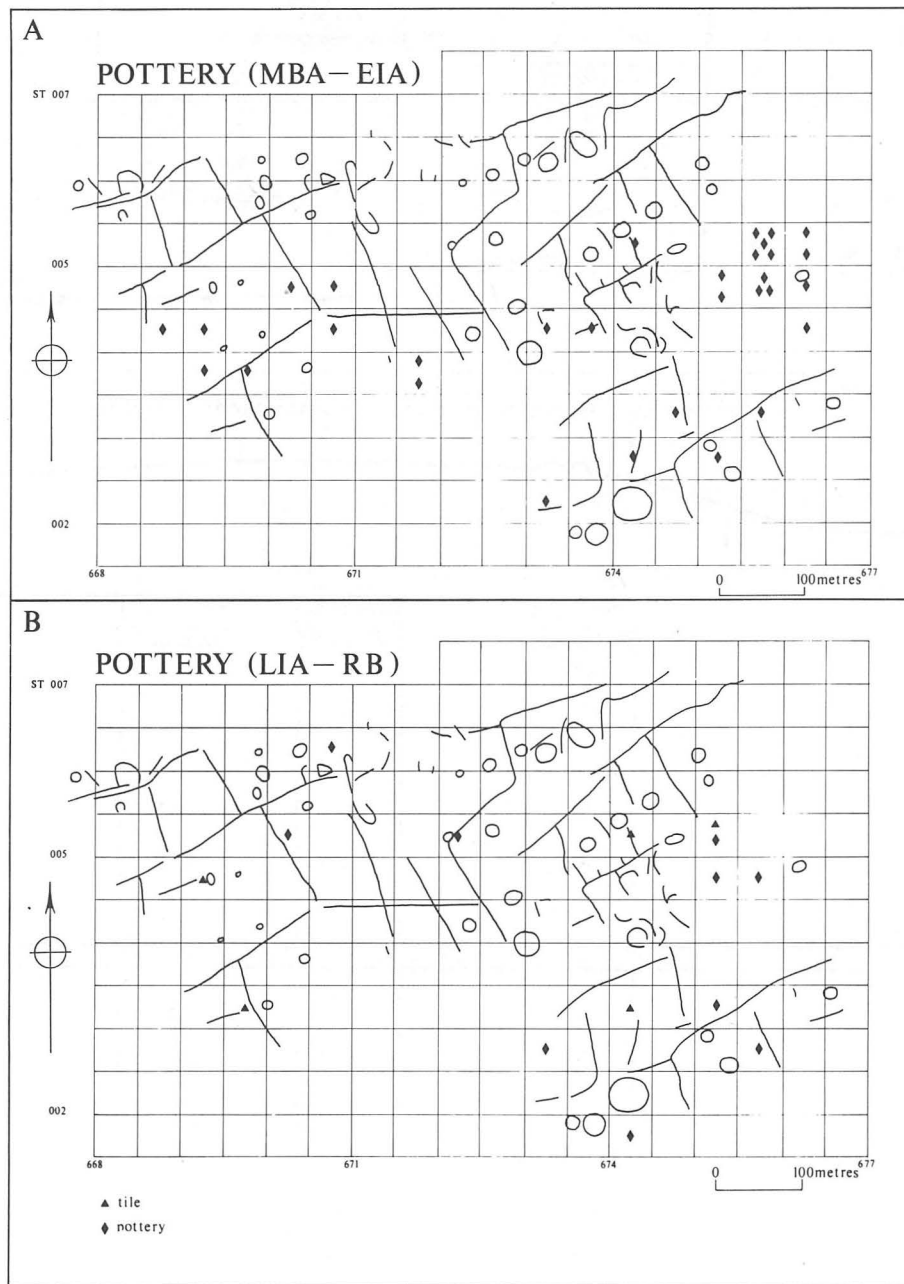 A
POTTERY (MBA—EIA)
ST 007
005
002
668 671 674 677
0 100metres
B
POTTERY (LIA—RB)
ST 007
005
002
668 671 674 677
0 100metres
▲ tile
♦ pottery